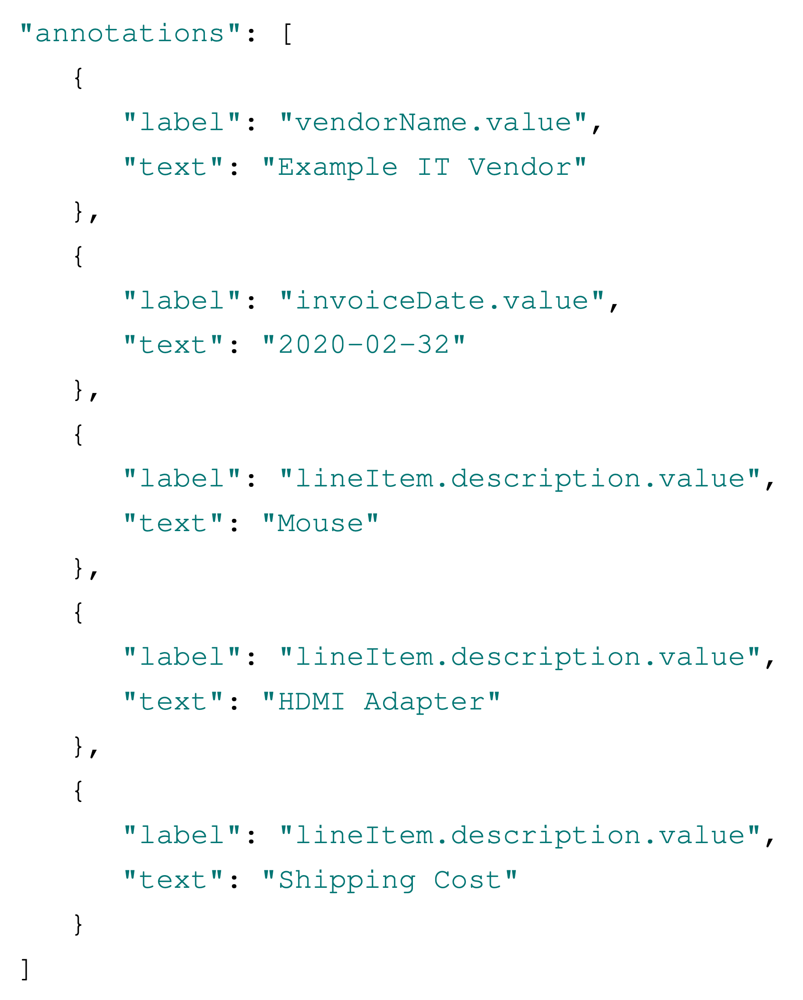 "annotations": [
{
"label": "vendorName.value",
"text": "Example IT Vendor"
},
{
"label": "invoiceDate.value",
"text": "2020-02-32"
},
{
"label": "lineItem.description.value",
"text": "Mouse"
},
{
"label": "lineItem.description.value",
"text": "HDMI Adapter"
},
{
"label": "lineItem.description.value",
"text": "Shipping Cost"
}
]